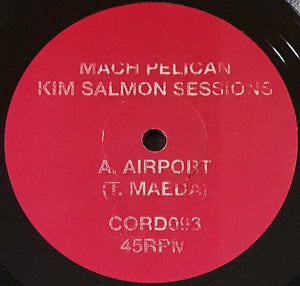 MACH PELICAN
KIM SALMON SESSIONS
A. AIRPORT
(T. MAEDA)
CORD093
45RPM